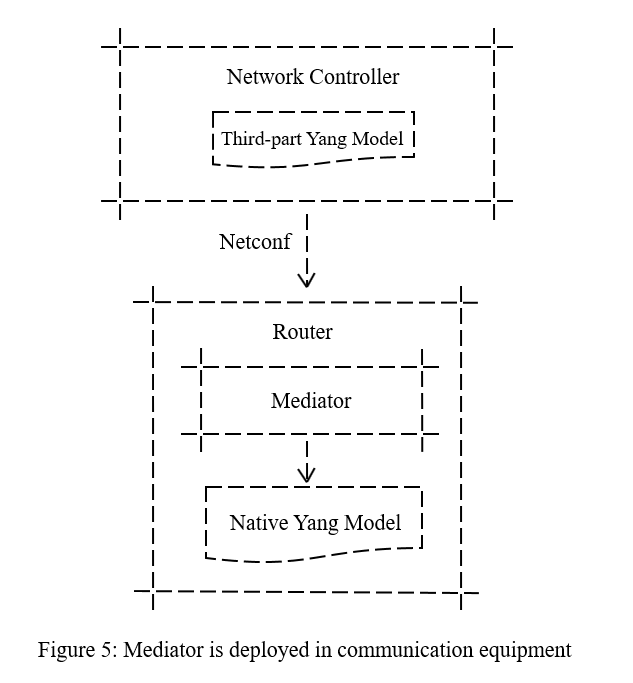 Network Controller
Third-part Yang Model
Netconf
Router
Mediator
Native Yang Model
Figure 5: Mediator is deployed in communication equipment